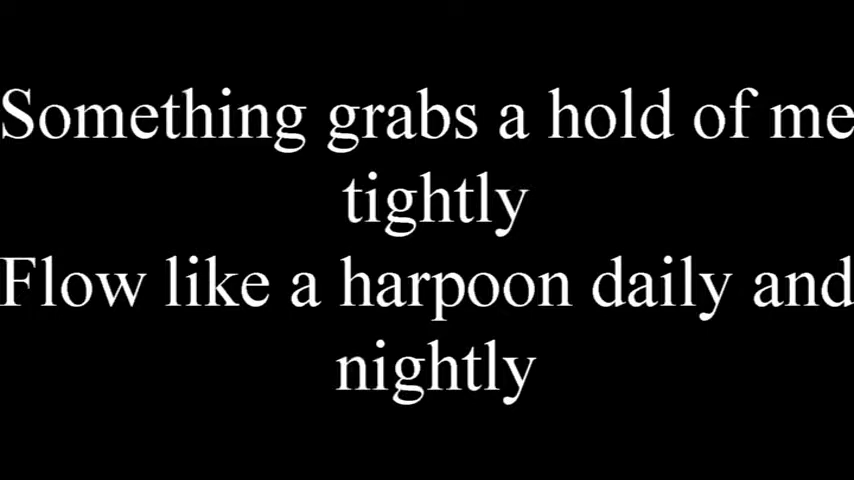 Something grabs a hold of me
tightly
Flow like a harpoon daily and
nightly